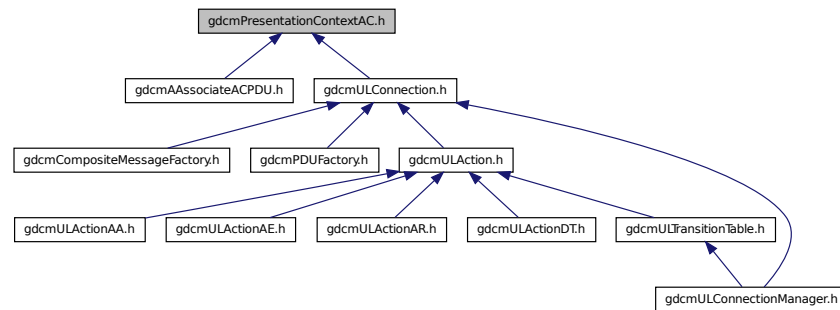 gdcmPresentationContextAC.h
gdcmAAssociateACPDU.h
gdcmULConnection.h
gdcmCompositeMessageFactory.h
gdcmPDUFactory.h
gdcmULAction.h
gdcmULActionAA.h
gdcmULActionAE.h
gdcmULActionAR.h
gdcmULActionDT.h
gdcmULTransitionTable.h
gdcmULConnectionManager.h